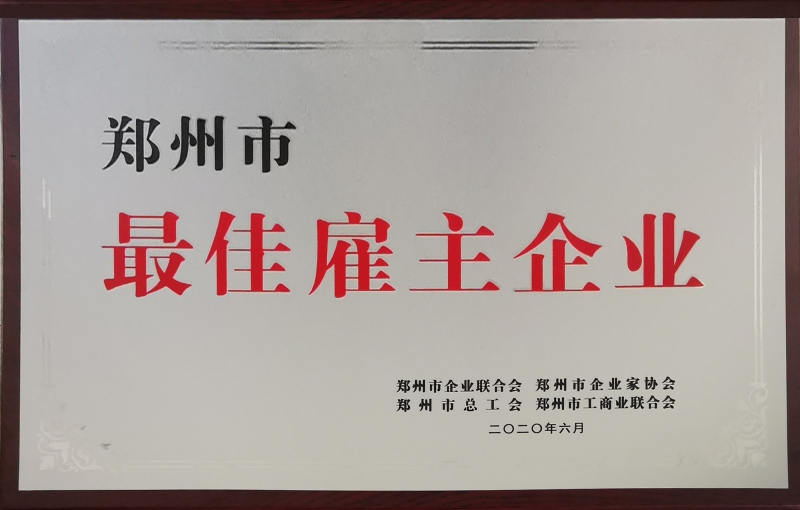 郑州市
最佳雇主企业
郑州市企业联合会 郑州市企业家协会
郑州市总工会 郑州市工商业联合会
二〇二〇年六月